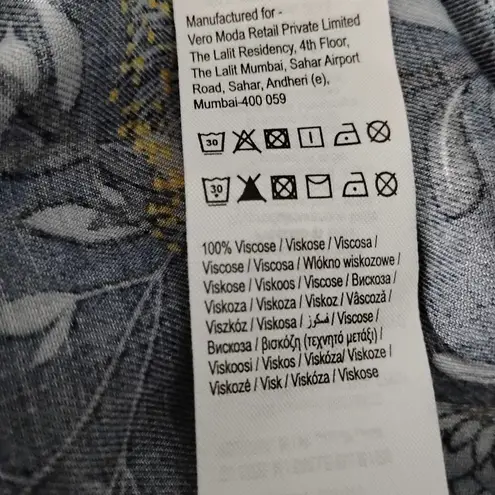 Manufactured for -
Vero Moda Retail Private Limited
The Lalit Residency, 4th Floor,
The Lalit Mumbai, Sahar Airport
Road, Sahar, Andheri (e),
Mumbai-400 059
30
30
100% Viscose / Viskose / Viscosa /
Viscose / Viscosa / Włókno wiskozowe /
Viskose / Viskoos / Viscose / Вискоза /
Viskoza / Viskoza / Viskoz / Vâscoză /
Viszkóz / Viskosa / فسكوز / Viscose /
Вискоза / βισκόζη (τεχνητό μετάξι) /
Viskoosi / Viskos / Viskóza/ Viskoze /
Viskozė / Visk / Viskóza / Viskose